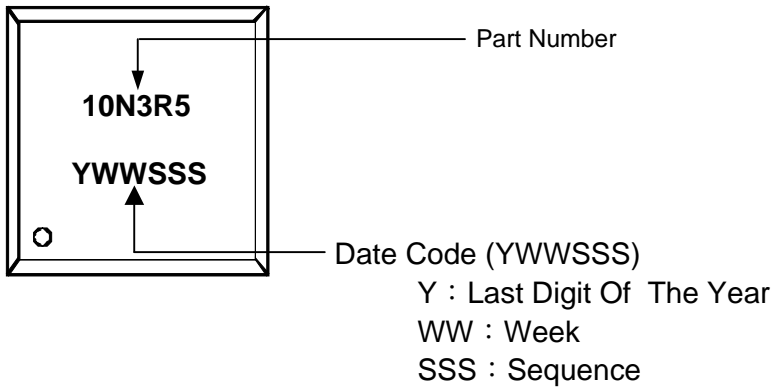 Part Number
10N3R5
YWWSSS
Date Code (YWWSSS)
Y：Last Digit Of The Year
WW：Week
SSS：Sequence